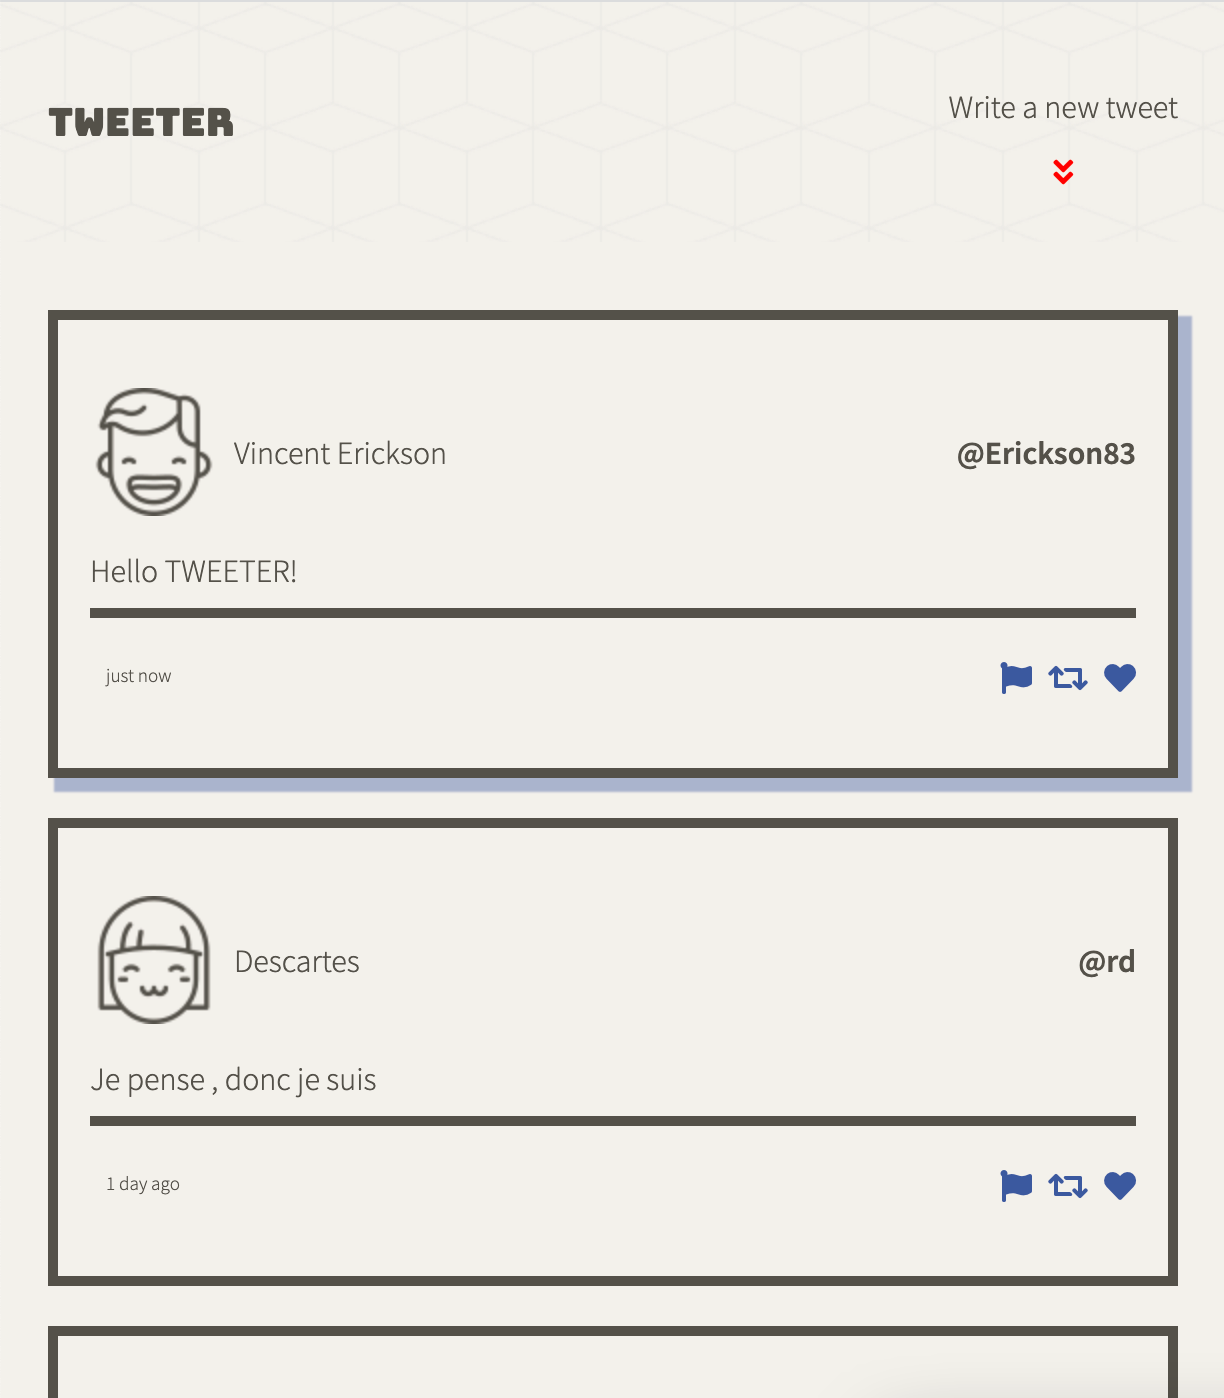 TWEETER
Write a new tweet
Vincent Erickson
@Erickson83
Hello TWEETER!
just now
Descartes
@rd
Je pense , donc je suis
1 day ago